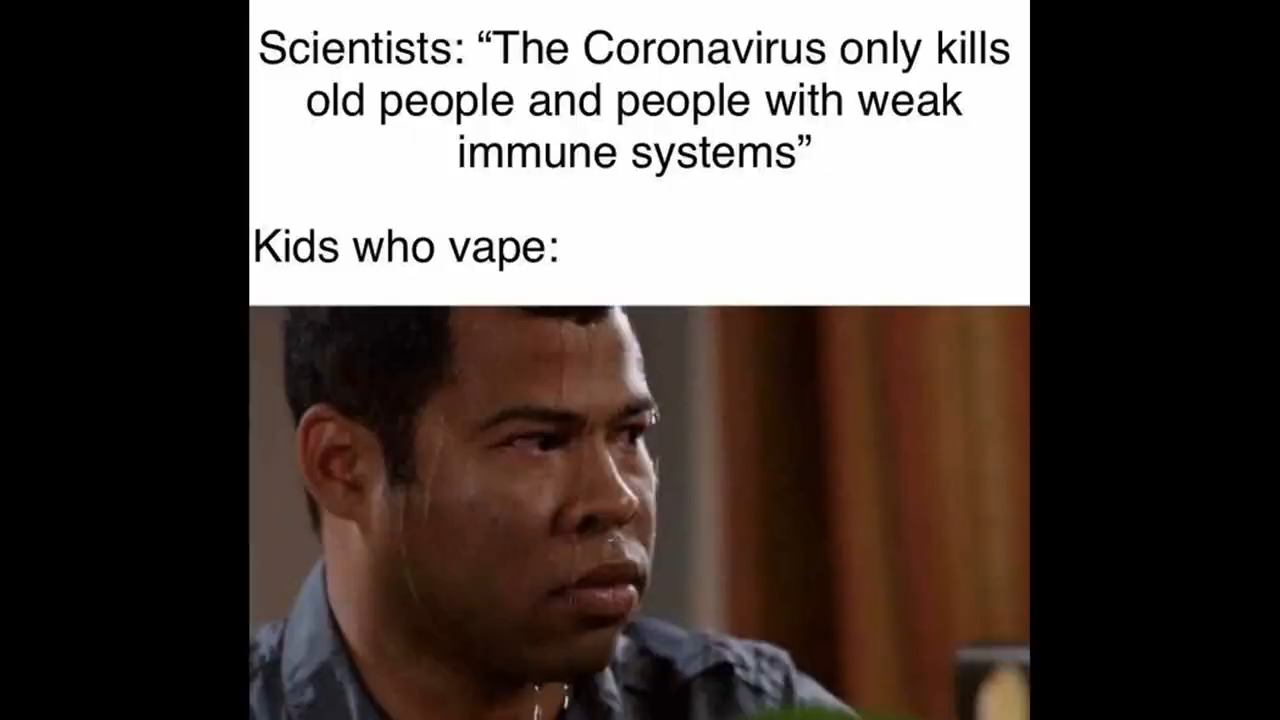 Scientists: “The Coronavirus only kills
old people and people with weak
immune systems”
Kids who vape: